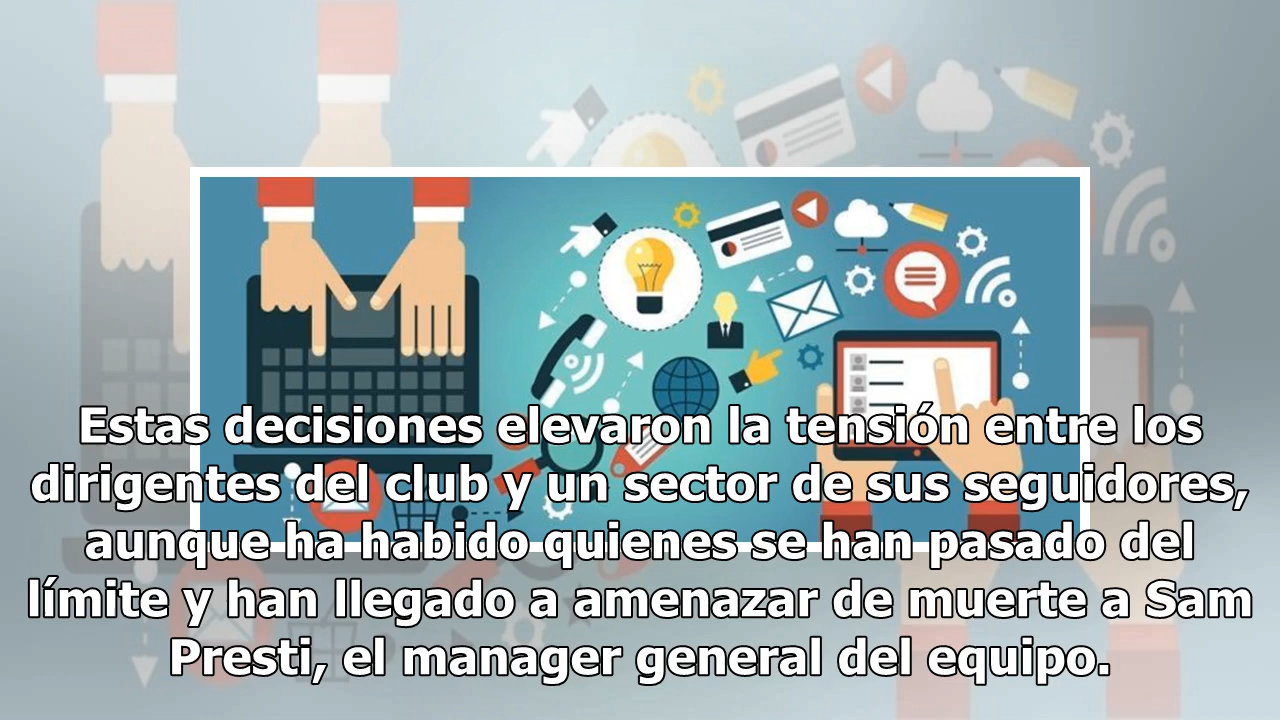 Estas decisiones elevaron la tensión entre los
dirigentes del club y un sector de sus seguidores,
aunque ha habido quienes se han pasado del
límite y han llegado a amenazar de muerte a Sam
Presti, el manager general del equipo.